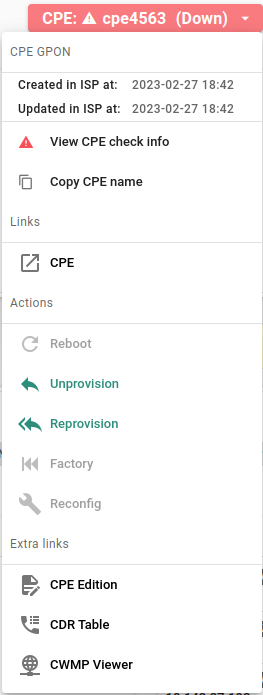 CPE: cpe4563 (Down)
CPE GPON
Created in ISP at: 2023-02-27 18:42
Updated in ISP at: 2023-02-27 18:42
View CPE check info
Copy CPE name
Links
CPE
Actions
Reboot
Unprovision
Reprovision
Factory
Reconfig
Extra links
CPE Edition
CDR Table
CWMP Viewer